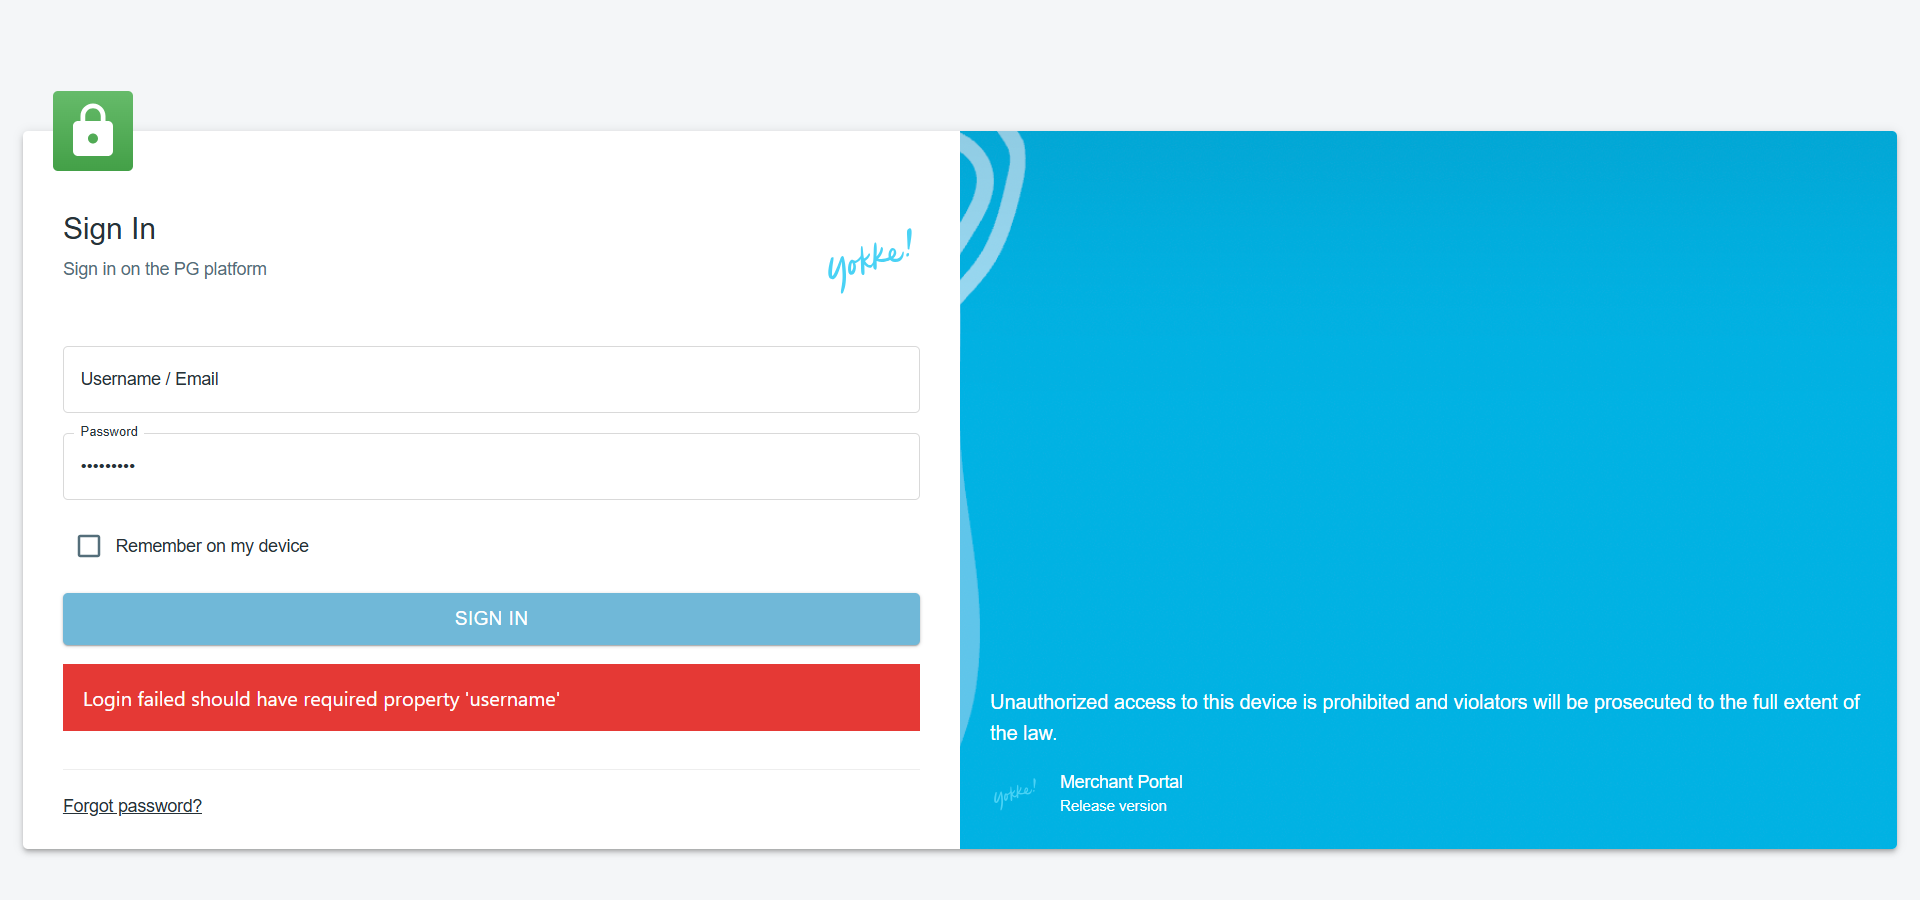 Sign In
Sign in on the PG platform
yokke!
Username / Email
Password
•••••••••
Remember on my device
SIGN IN
Login failed should have required property 'username'
Forgot password?
Unauthorized access to this device is prohibited and violators will be prosecuted to the full extent of
the law.
yokke!
Merchant Portal
Release version